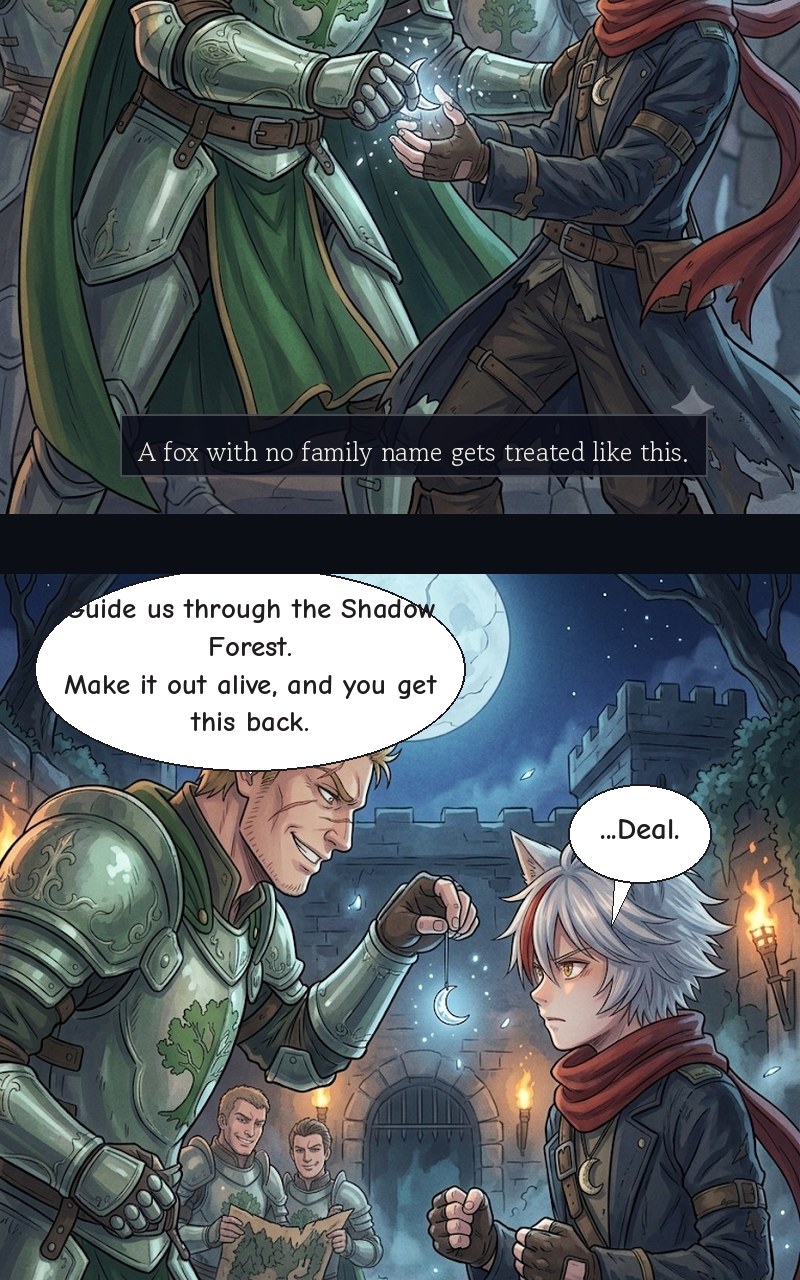 A fox with no family name gets treated like this.
Guide us through the Shadow
Forest.
Make it out alive, and you get
this back.
...Deal.